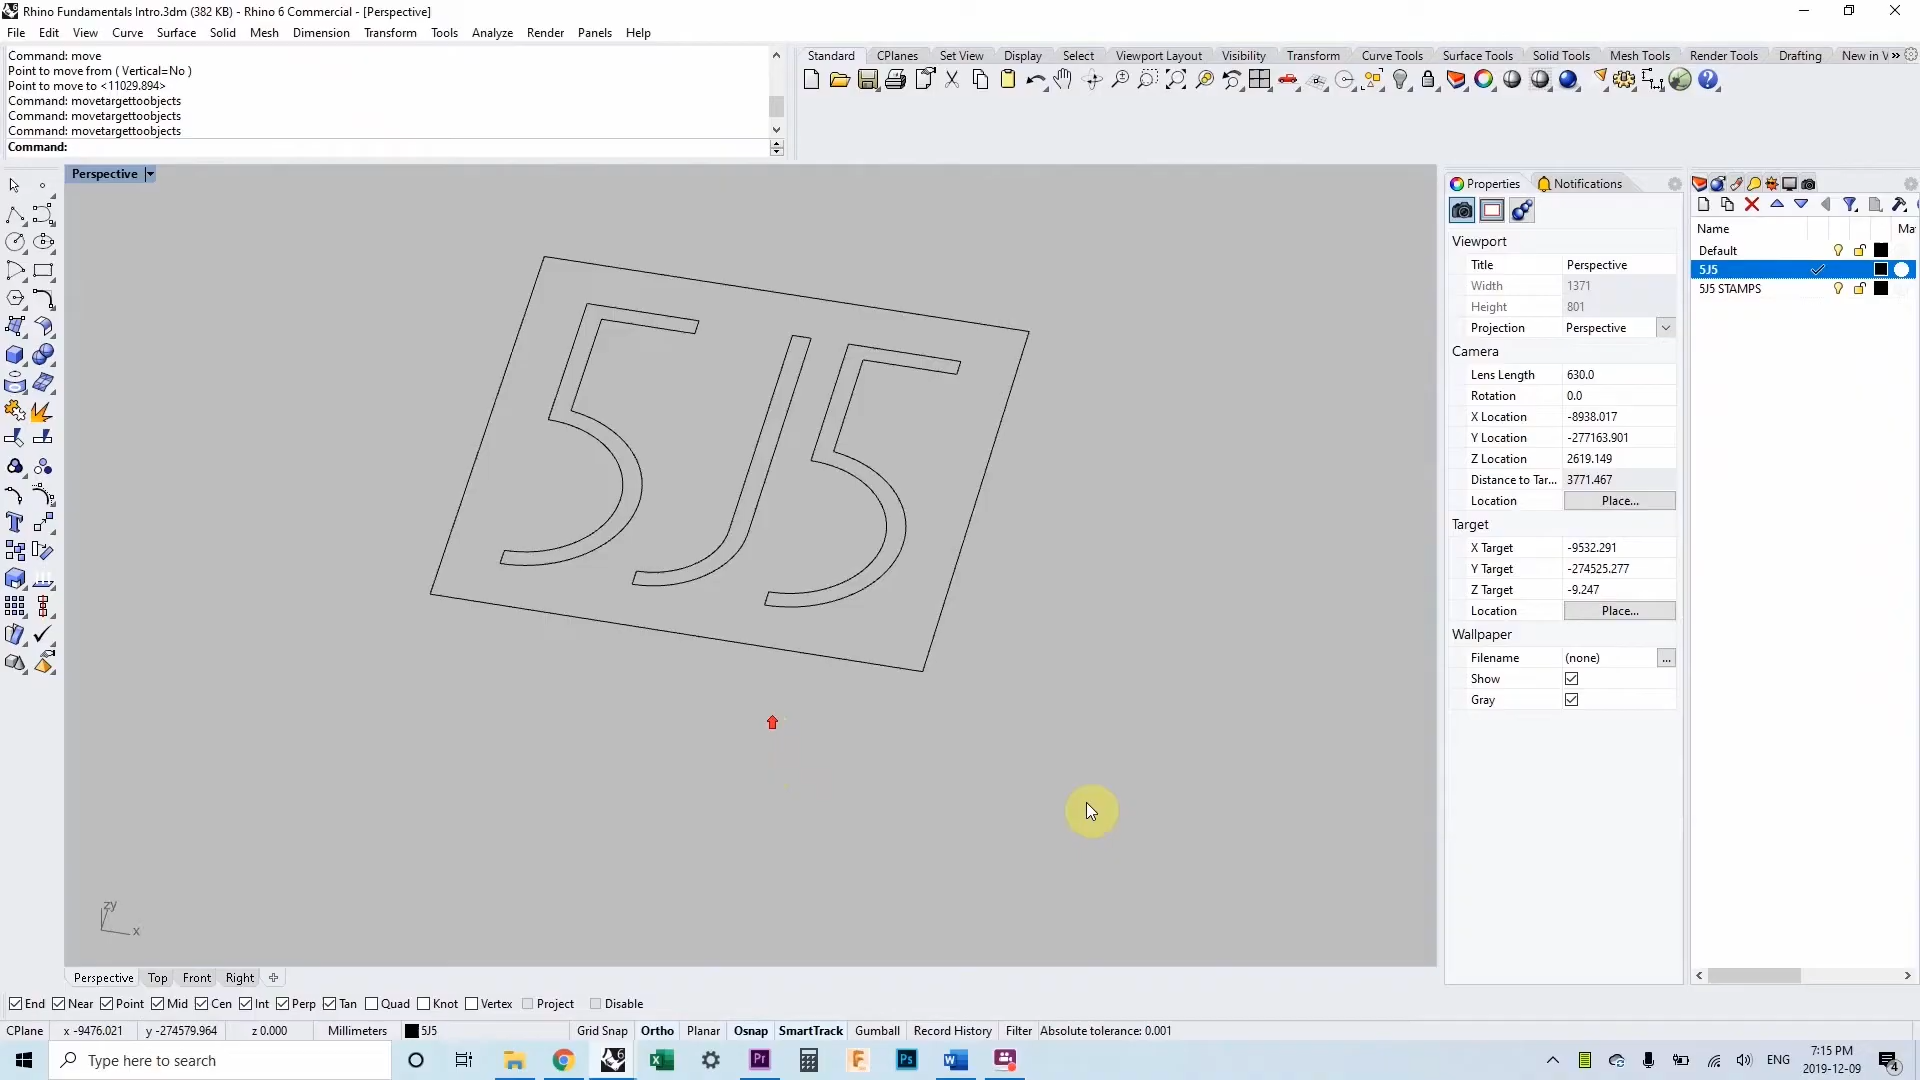 Rhino Fundamentals Intro.3dm (382 KB) - Rhino 6 Commercial - [Perspective]
File Edit View Curve Surface Solid Mesh Dimension Transform Tools Analyze Render Panels Help
Command: move
Point to move from ( Vertical=No )
Point to move to <11029.894>
Command: movetargettoobjects
Command: movetargettoobjects
Command: movetargettoobjects
Command:
Standard CPlanes Set View Display Select Viewport Layout Visibility Transform Curve Tools Surface Tools Solid Tools Mesh Tools Render Tools Drafting New in V »
Perspective
5J5
zy
x
Properties Notifications
Viewport
Title Perspective
Width 1371
Height 801
Projection Perspective
Camera
Lens Length 630.0
Rotation 0.0
X Location -8938.017
Y Location -277163.901
Z Location 2619.149
Distance to Tar... 3771.467
Location Place...
Target
X Target -9532.291
Y Target -274525.277
Z Target -9.247
Location Place...
Wallpaper
Filename (none) ...
Show
Gray
Name Ma
Default
5J5
5J5 STAMPS
Perspective Top Front Right
End Near Point Mid Cen Int Perp Tan Quad Knot Vertex Project Disable
CPlane x -9476.021 y -274579.964 z 0.000 Millimeters 5J5 Grid Snap Ortho Planar Osnap SmartTrack Gumball Record History Filter Absolute tolerance: 0.001
Type here to search
6
Pr
F
Ps
ENG
7:15 PM
2019-12-09
4